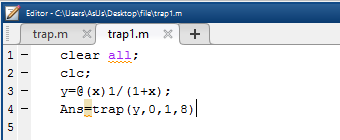 Editor - C:\Users\AsUs\Desktop\file\trap1.m
trap.m × trap1.m × +
1 - clear all;
2 - clc;
3 - y=@(x)1/(1+x);
4 - Ans=trap(y,0,1,8)
5